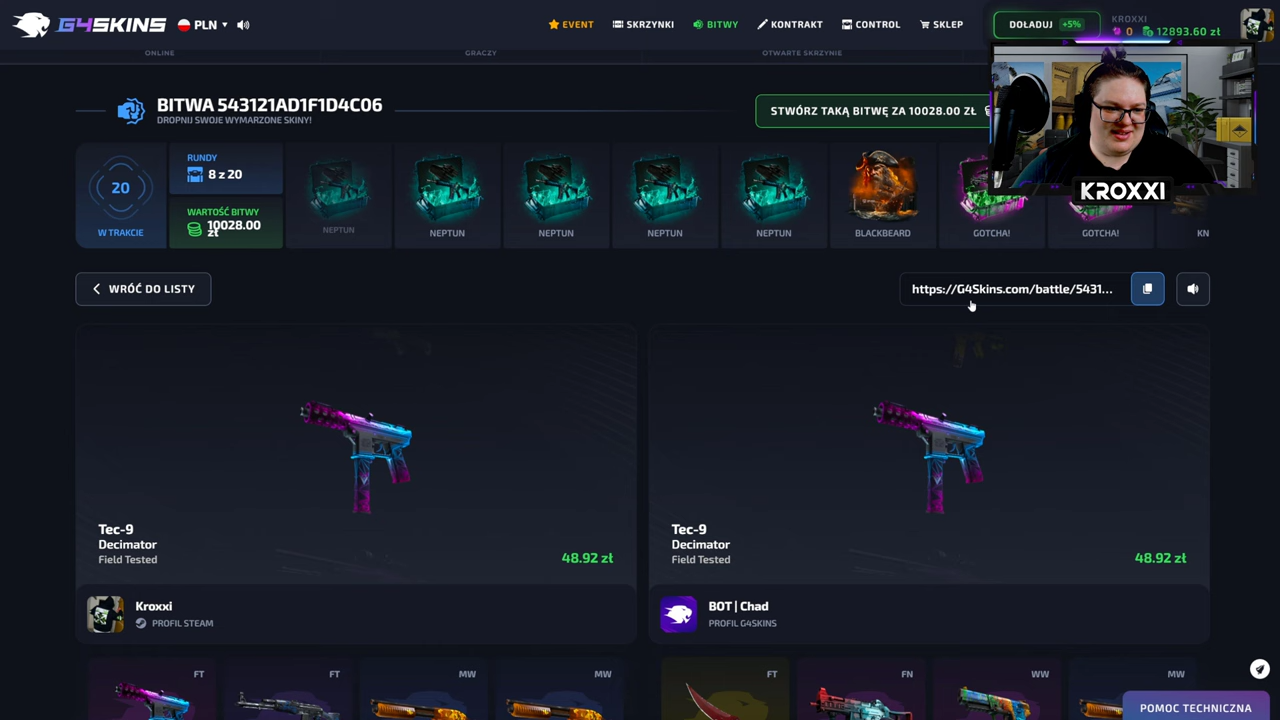 G4SKINS
PLN
EVENT
SKRZYNKI
BITWY
KONTRAKT
CONTROL
SKLEP
DOŁADUJ +5%
KROXXI
0 12893.60 zł
ONLINE
GRACZY
OTWARTE SKRZYNIE
BITWA 543121AD1F1D4C06
DROPNIJ SWOJE WYMARZONE SKINY!
STWÓRZ TAKĄ BITWĘ ZA 10028.00 ZŁ
KROXXI
20
W TRAKCIE
RUNDY
8 z 20
WARTOŚĆ BITWY
10028.00
zł
NEPTUN
NEPTUN
NEPTUN
NEPTUN
NEPTUN
BLACKBEARD
GOTCHA!
GOTCHA!
KN
WRÓĆ DO LISTY
https://G4Skins.com/battle/5431...
Tec-9
Decimator
Field Tested
48.92 zł
Tec-9
Decimator
Field Tested
48.92 zł
Kroxxi
PROFIL STEAM
BOT | Chad
PROFIL G4SKINS
FT
FT
MW
MW
FT
FN
WW
MW
POMOC TECHNICZNA